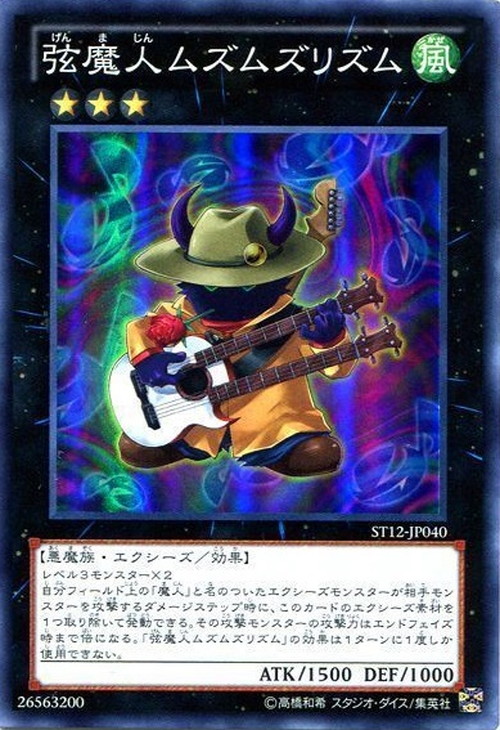 弦魔人ムズムズリズム 風
ST12-JP040
【悪魔族・エクシーズ/効果】
レベル3モンスター×2
自分フィールド上の「魔人」と名のついたエクシーズモンスターが相手モン
スターを攻撃するダメージステップ時に、このカードのエクシーズ素材を
1つ取り除いて発動できる。その攻撃モンスターの攻撃力はエンドフェイズ
時まで倍になる。「弦魔人ムズムズリズム」の効果は1ターンに1度しか
使用できない。
ATK/1500 DEF/1000
26563200 ©高橋和希 スタジオ・ダイス/集英社